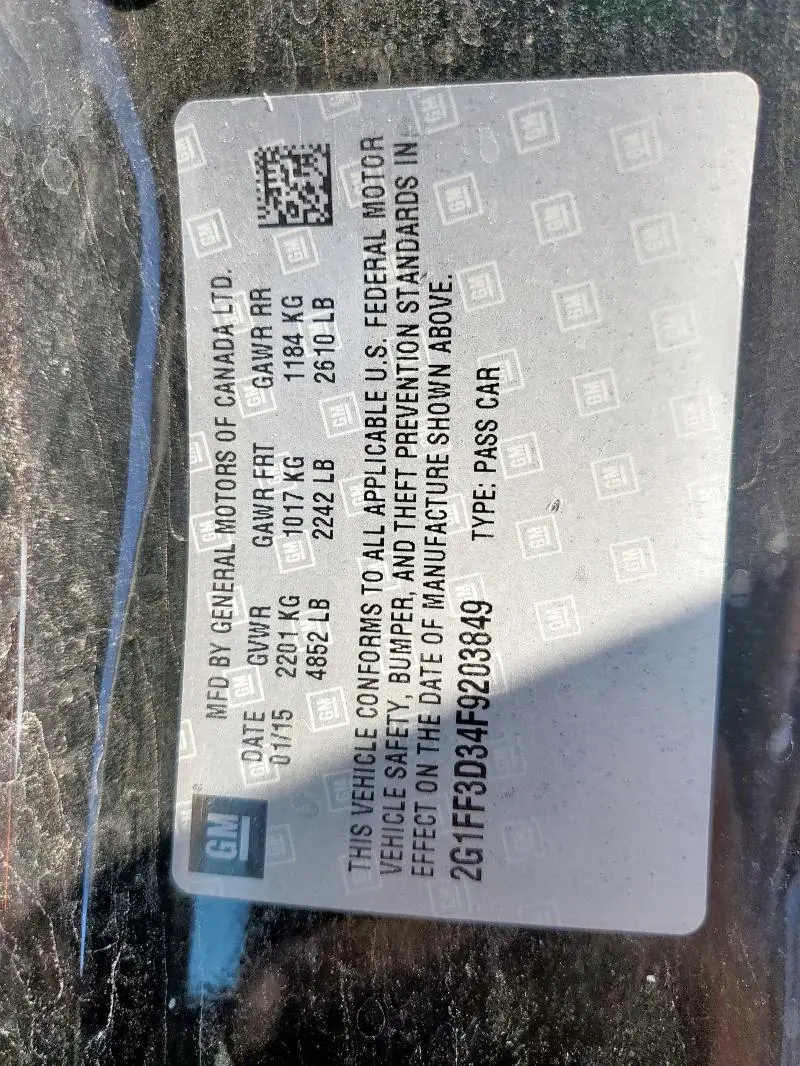 GM
MFD BY GENERAL MOTORS OF CANADA LTD.
DATE GVWR GAWR FRT GAWR RR
01/15 2201 KG 1017 KG 1184 KG
4852 LB 2242 LB 2610 LB
THIS VEHICLE CONFORMS TO ALL APPLICABLE U.S. FEDERAL MOTOR
VEHICLE SAFETY, BUMPER, AND THEFT PREVENTION STANDARDS IN
EFFECT ON THE DATE OF MANUFACTURE SHOWN ABOVE.
2G1FF3D34F9203849 TYPE: PASS CAR